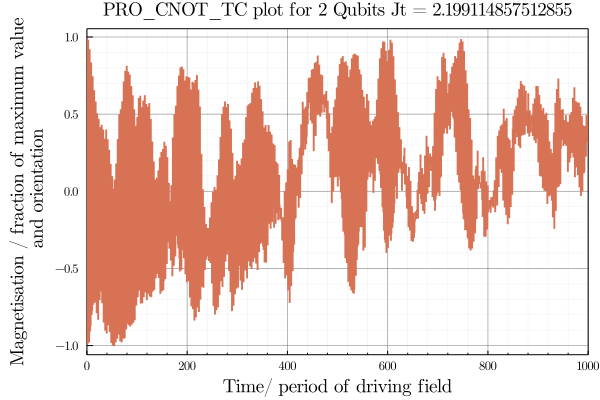 PRO_CNOT_TC plot for 2 Qubits Jt = 2.199114857512855
Magnetisation / fraction of maximum value
and orientation
1.0
0.5
0.0
−0.5
−1.0
0 200 400 600 800 1000
Time/ period of driving field